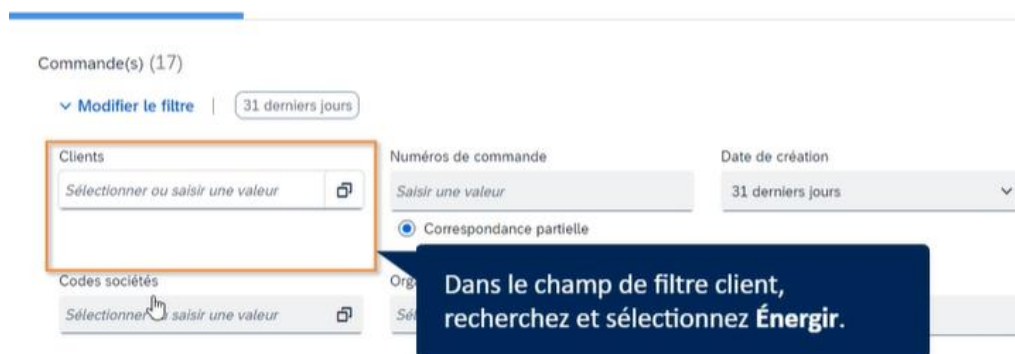 Commande(s) (17)
Modifier le filtre | 31 derniers jours
Clients
Sélectionner ou saisir une valeur
Numéros de commande
Saisir une valeur
Correspondance partielle
Date de création
31 derniers jours
Codes sociétés
Sélectionner saisir une valeur
Dans le champ de filtre client,
recherchez et sélectionnez Énergir.